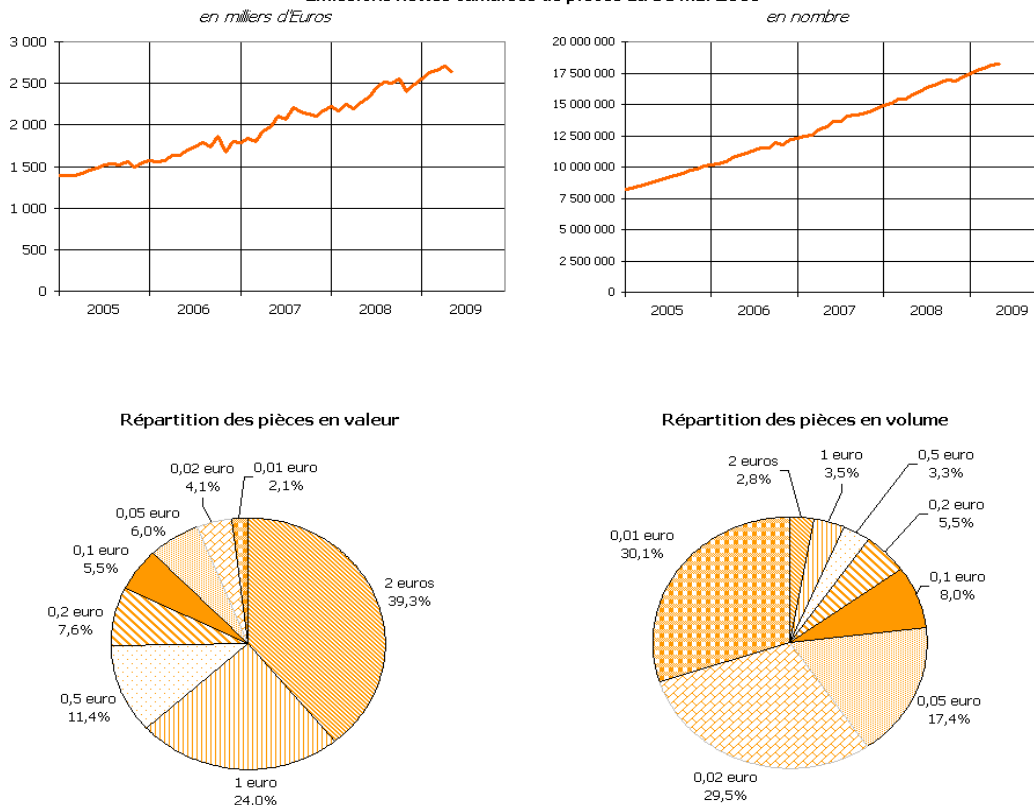 en milliers d'Euros
3 000
2 500
2 000
1 500
1 000
500
0
2005 2006 2007 2008 2009
en nombre
20 000 000
17 500 000
15 000 000
12 500 000
10 000 000
7 500 000
5 000 000
2 500 000
0
2005 2006 2007 2008 2009
Répartition des pièces en valeur
0,01 euro
2,1%
0,02 euro
4,1%
0,05 euro
6,0%
0,1 euro
5,5%
0,2 euro
7,6%
0,5 euro
11,4%
1 euro
24,0%
2 euros
39,3%
Répartition des pièces en volume
2 euros
2,8%
1 euro
3,5%
0,5 euro
3,3%
0,2 euro
5,5%
0,1 euro
8,0%
0,05 euro
17,4%
0,02 euro
29,5%
0,01 euro
30,1%